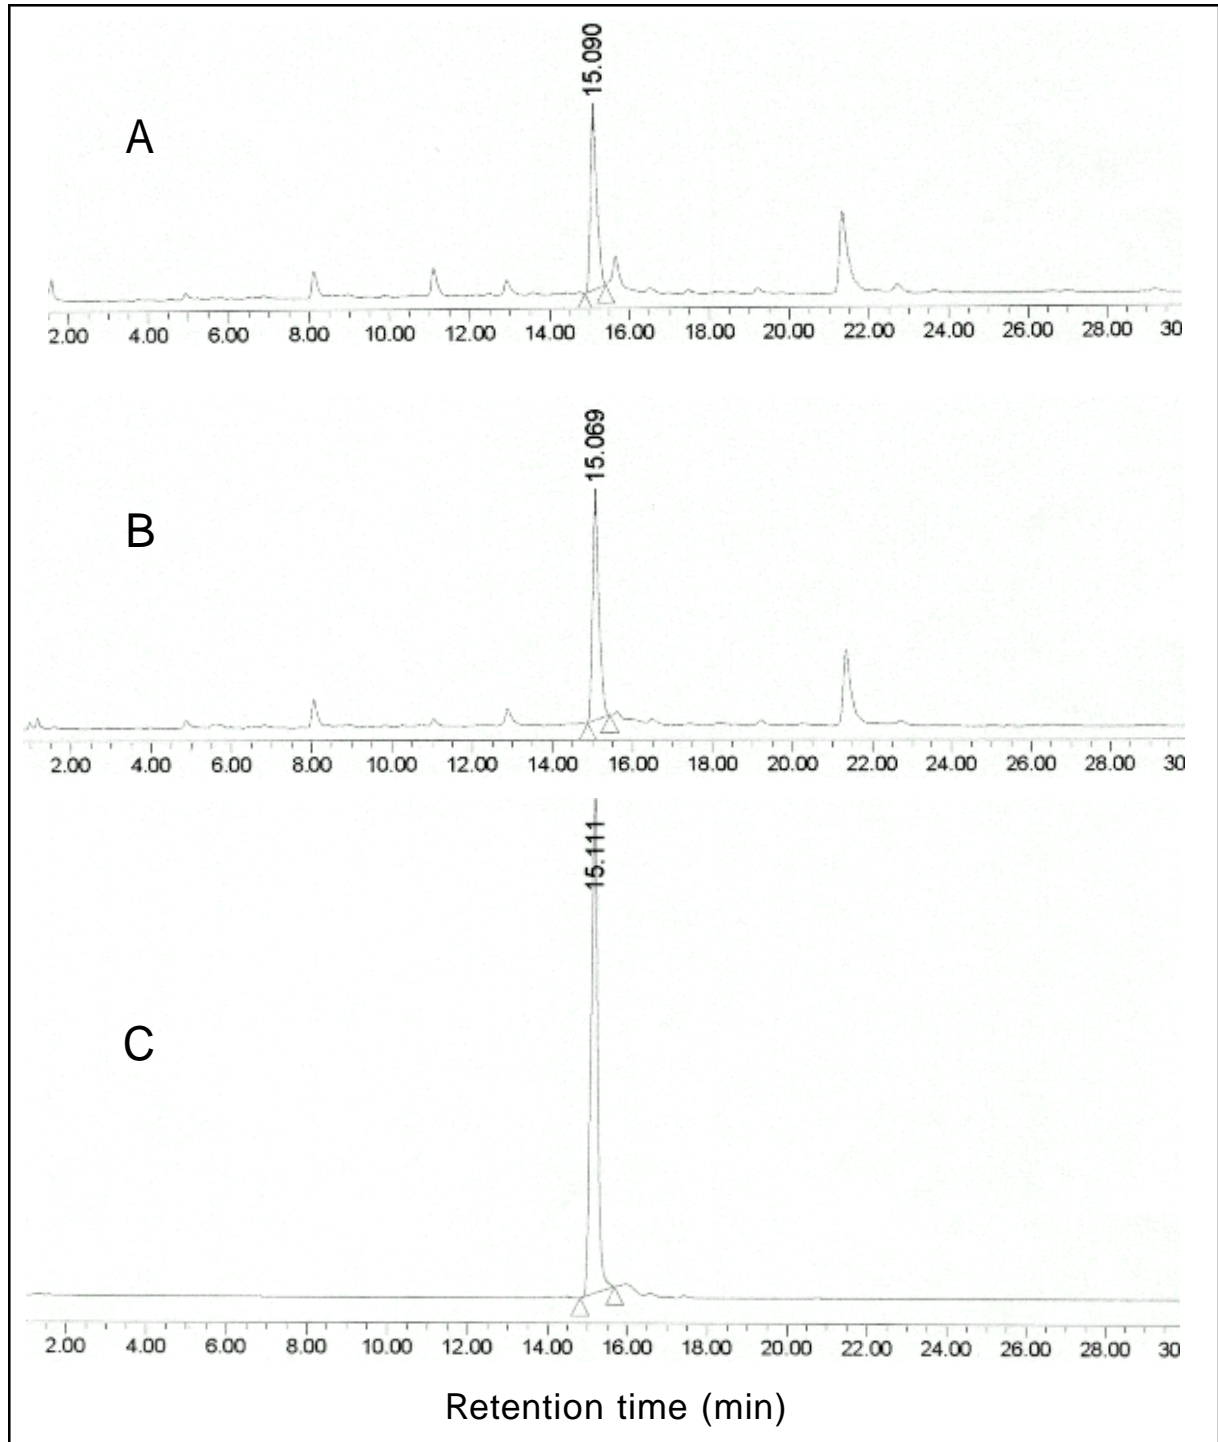 15.090
A
2.00 4.00 6.00 8.00 10.00 12.00 14.00 16.00 18.00 20.00 22.00 24.00 26.00 28.00 30
15.069
B
2.00 4.00 6.00 8.00 10.00 12.00 14.00 16.00 18.00 20.00 22.00 24.00 26.00 28.00 30
15.111
C
2.00 4.00 6.00 8.00 10.00 12.00 14.00 16.00 18.00 20.00 22.00 24.00 26.00 28.00 30
Retention time (min)